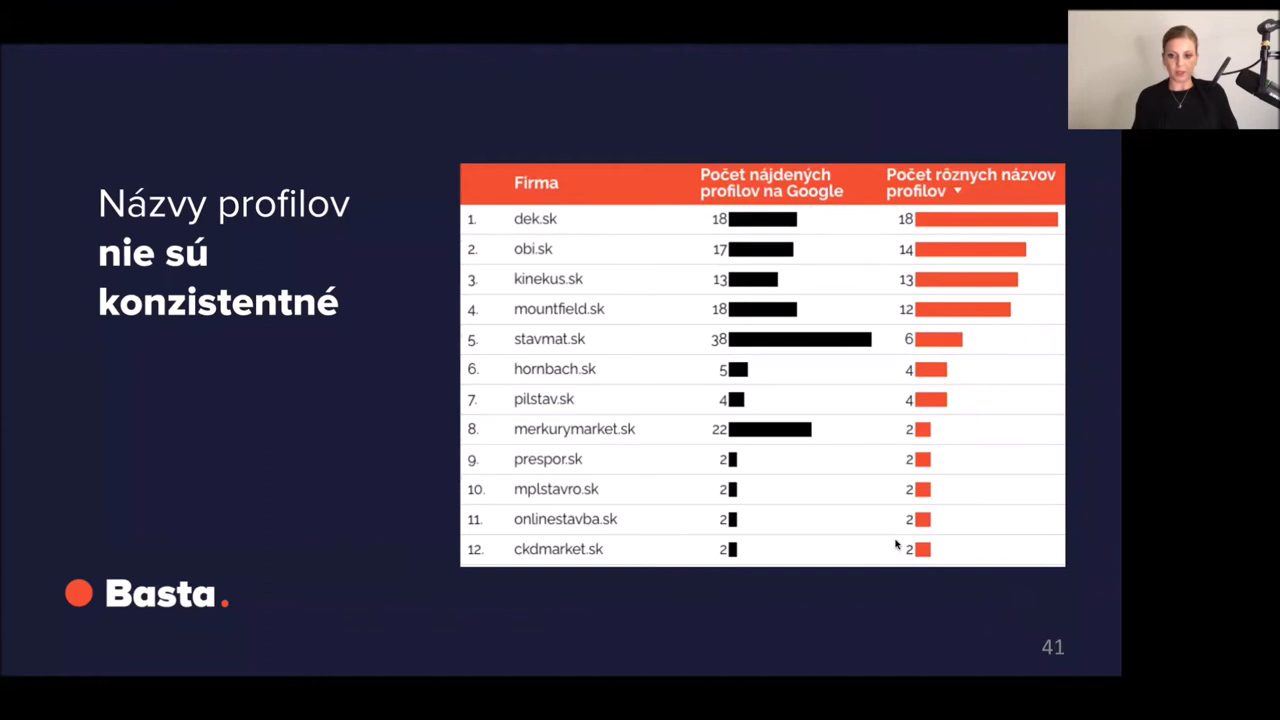 Názvy profilov
nie sú
konzistentné
Firma
Počet nájdených
profilov na Google
Počet rôznych názvov
profilov
1. dek.sk 18 18
2. obi.sk 17 14
3. kinekus.sk 13 13
4. mountfield.sk 18 12
5. stavmat.sk 38 6
6. hornbach.sk 5 4
7. pilstav.sk 4 4
8. merkurymarket.sk 22 2
9. prespor.sk 2 2
10. mplstavro.sk 2 2
11. onlinestavba.sk 2 2
12. ckdmarket.sk 2 2
Basta.
41